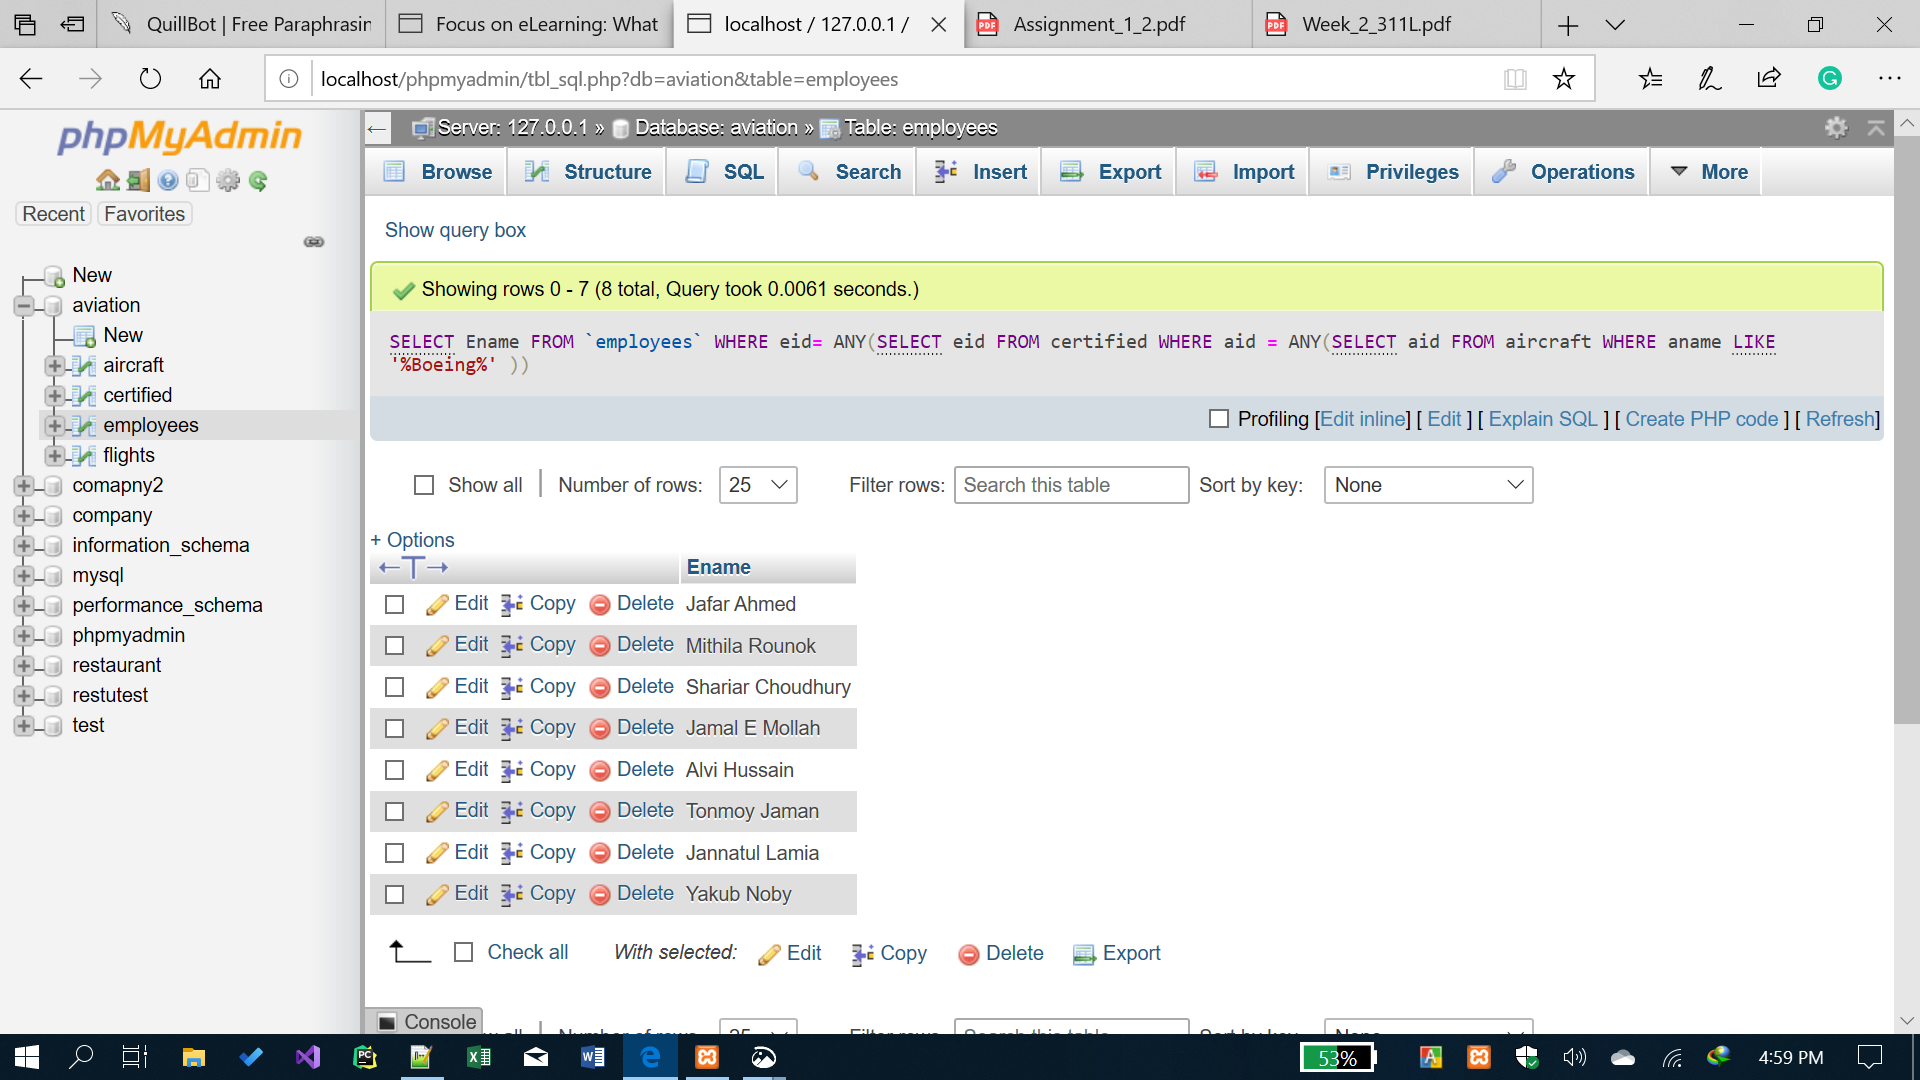 QuillBot | Free Paraphrasin
Focus on eLearning: What
localhost / 127.0.0.1 /
Assignment_1_2.pdf
Week_2_311L.pdf
localhost/phpmyadmin/tbl_sql.php?db=aviation&table=employees
phpMyAdmin
Recent Favorites
New
aviation
New
aircraft
certified
employees
flights
comapny2
company
information_schema
mysql
performance_schema
phpmyadmin
restaurant
restutest
test
Server: 127.0.0.1 » Database: aviation » Table: employees
Browse Structure SQL Search Insert Export Import Privileges Operations More
Show query box
Showing rows 0 - 7 (8 total, Query took 0.0061 seconds.)
SELECT Ename FROM `employees` WHERE eid= ANY(SELECT eid FROM certified WHERE aid = ANY(SELECT aid FROM aircraft WHERE aname LIKE
'%Boeing%' ))
Profiling [Edit inline] [ Edit ] [ Explain SQL ] [ Create PHP code ] [ Refresh]
Show all Number of rows: 25 Filter rows: Search this table Sort by key: None
+ Options
←T→ Ename
Edit Copy Delete Jafar Ahmed
Edit Copy Delete Mithila Rounok
Edit Copy Delete Shariar Choudhury
Edit Copy Delete Jamal E Mollah
Edit Copy Delete Alvi Hussain
Edit Copy Delete Tonmoy Jaman
Edit Copy Delete Jannatul Lamia
Edit Copy Delete Yakub Noby
Check all With selected: Edit Copy Delete Export
Console
53%
4:59 PM